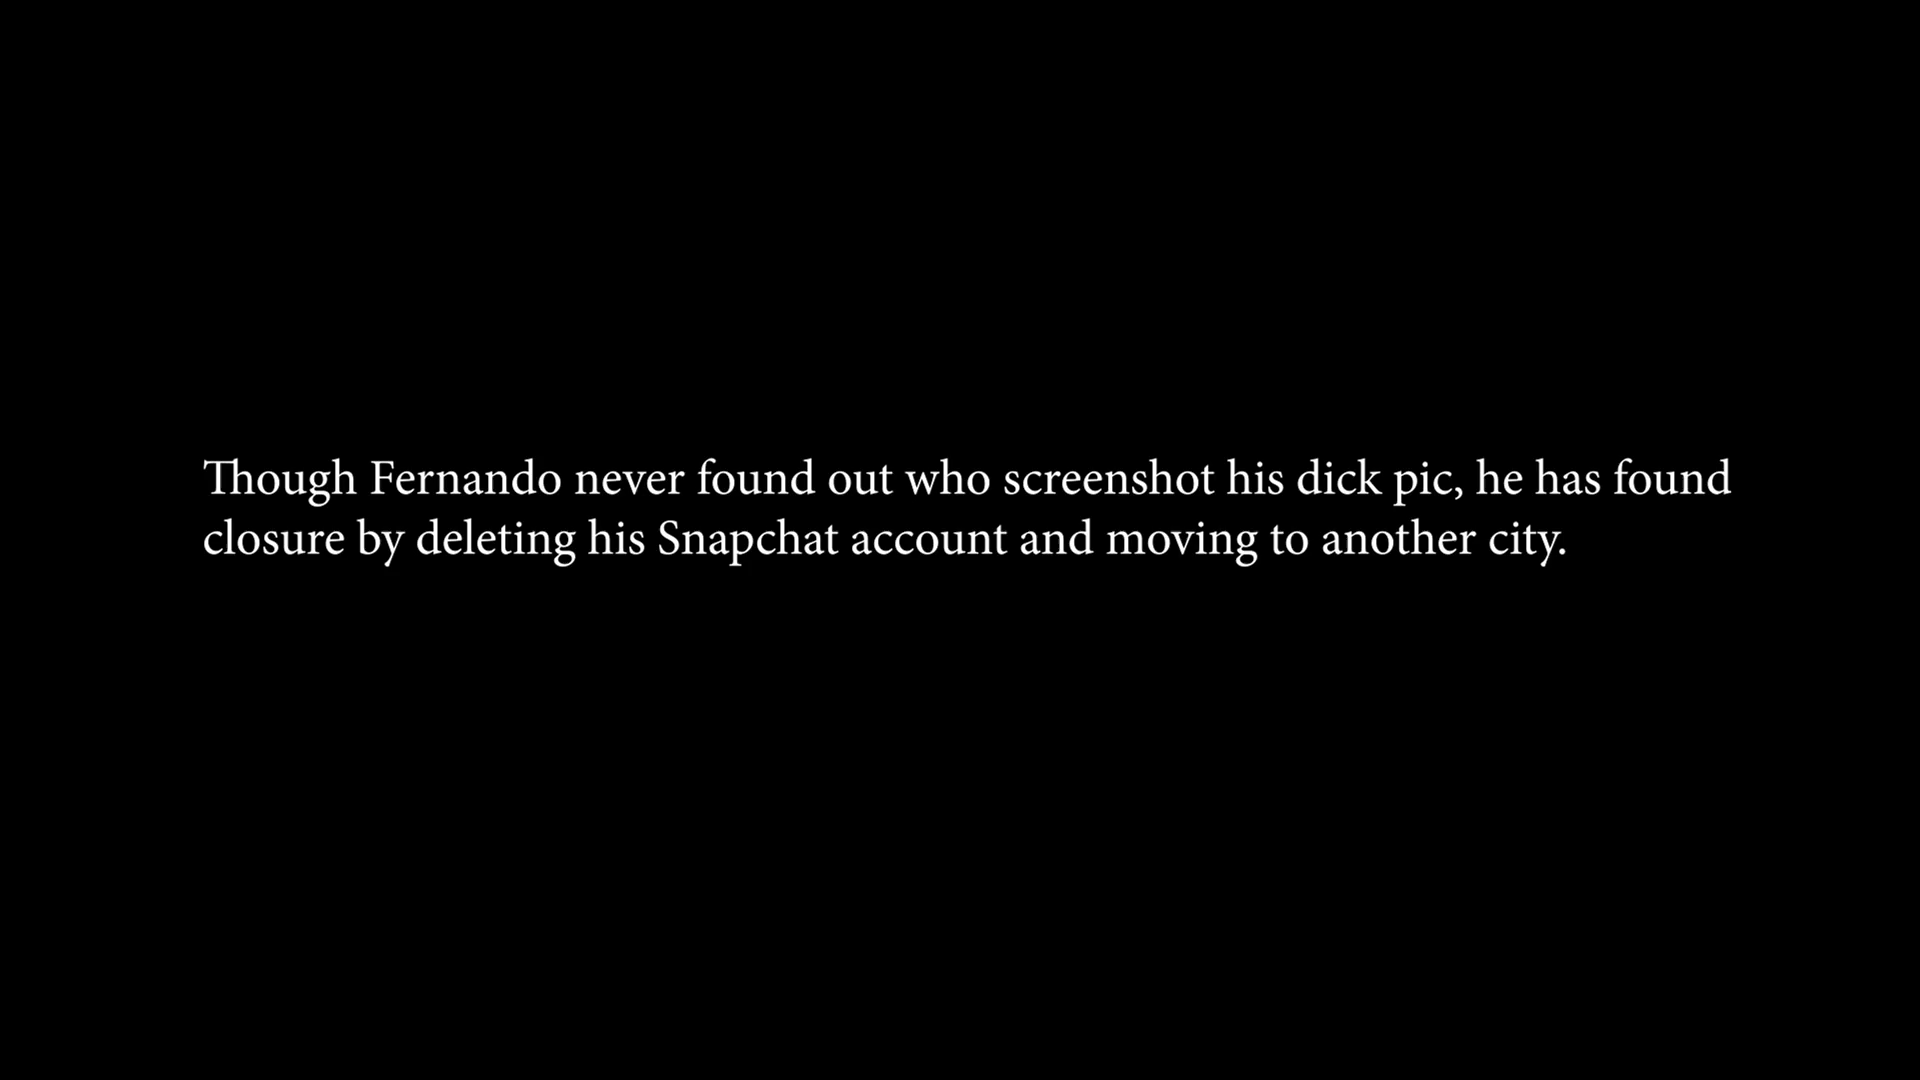 Though Fernando never found out who screenshot his dick pic, he has found
closure by deleting his Snapchat account and moving to another city.